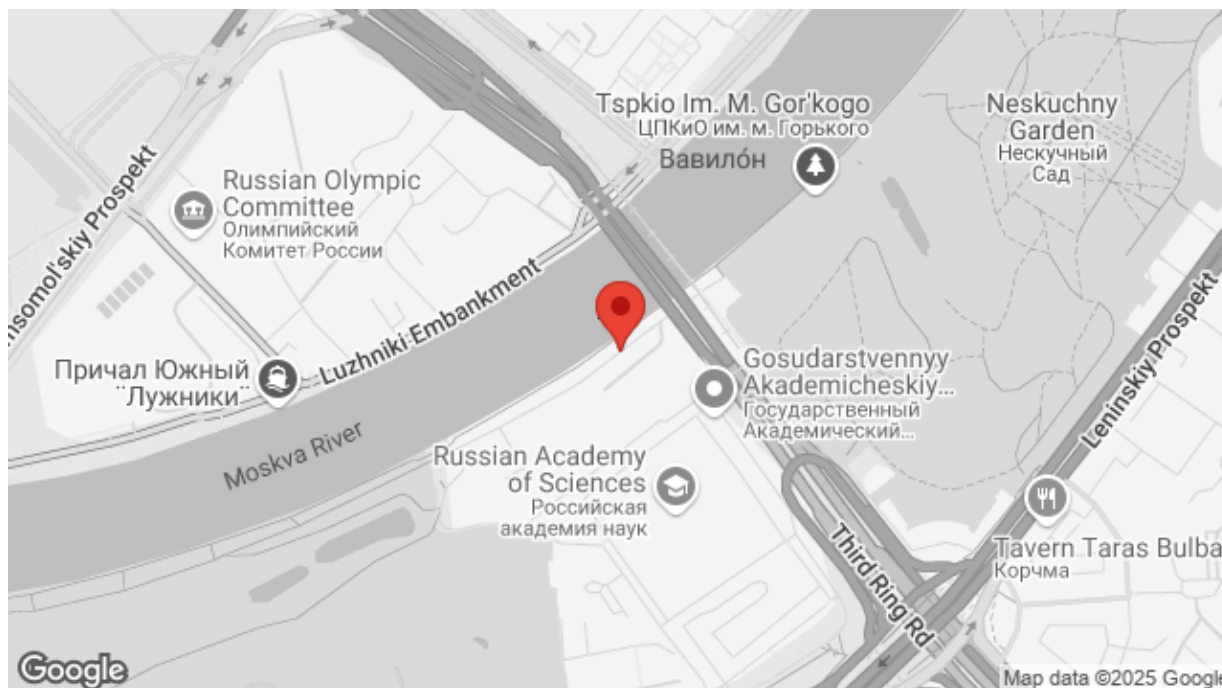 Tspkio Im. M. Gor'kogo
ЦПКиО им. м. Горького
Вавило́н
Neskuchny
Garden
Нескучный
Сад
Russian Olympic
Committee
Олимпийский
Комитет России
nsomol'skiy Prospekt
Luzhniki Embankment
Причал Южный
"Лужники"
Moskva River
Gosudarstvennyy
Akademicheskiy...
Государственный
Академический...
Leninskiy Prospekt
Russian Academy
of Sciences
Российская
академия наук
Third Ring Rd
Tavern Taras Bulba
Корчма
Google
Map data ©2025 Google